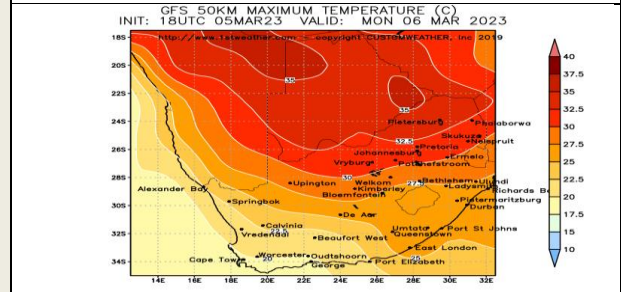 GFS 50KM MAXIMUM TEMPERATURE (C)
INIT: 18UTC 05MAR23 VALID: MON 06 MAR 2023
http://www.1stweather.com copyright CUSTOMWEATHER, Inc 2019
18S
20S
22S
24S
26S
28S
30S
32S
34S
14E 16E 18E 20E 22E 24E 26E 28E 30E 32E
35
35
32.5
30
27.5
22.5
20
25
Pietersburg
Phalaborwa
Skukuza
Nelspruit
Pretoria
Johannesburg
Ermelo
Vryburg
Potchefstroom
Welkom
Bethlehem
Ulundi
Upington
Kimberley
Ladysmith
Richards B
Alexander Bay
Bloemfontein
Pietermaritzburg
Springbok
Durban
De Aar
Calvinia
Umtata
Port St Johns
Vredendal
Beaufort West
Queenstown
East London
Cape Town
Worcester
Oudtshoorn
George
Port Elizabeth
40
37.5
35
32.5
30
27.5
25
22.5
20
17.5
15
10